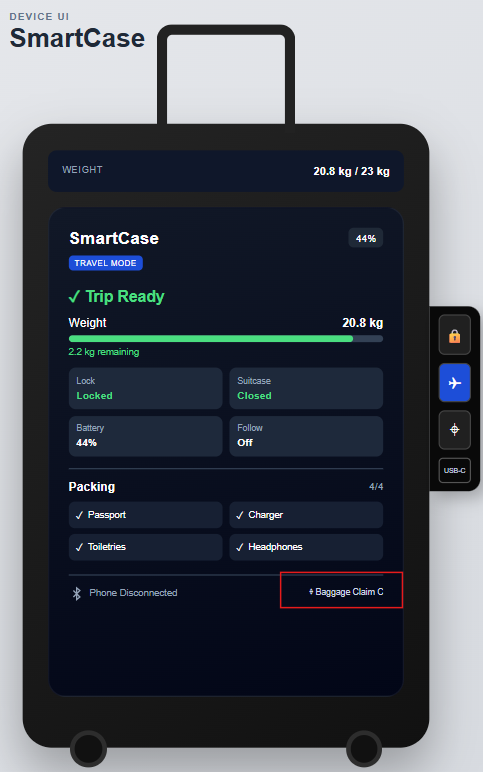 DEVICE UI
SmartCase
WEIGHT 20.8 kg / 23 kg
SmartCase 44%
TRAVEL MODE
✓ Trip Ready
Weight 20.8 kg
2.2 kg remaining
Lock Suitcase
Locked Closed
Battery Follow
44% Off
USB-C
Packing 4/4
✓ Passport ✓ Charger
✓ Toiletries ✓ Headphones
Phone Disconnected Baggage Claim C